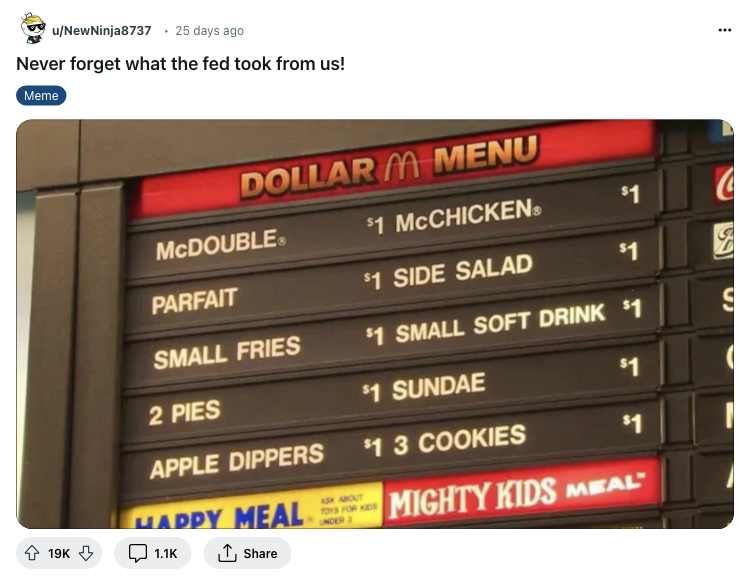 u/NewNinja8737 · 25 days ago
Never forget what the fed took from us!
Meme
DOLLAR MENU
McDOUBLE® $1 McCHICKEN® $1
PARFAIT $1 SIDE SALAD $1
SMALL FRIES $1 SMALL SOFT DRINK $1
2 PIES $1 SUNDAE $1
APPLE DIPPERS $1 3 COOKIES $1
HAPPY MEAL® ASK ABOUT
TOYS FOR KIDS
UNDER 3
MIGHTY KIDS MEAL™
19K 1.1K Share